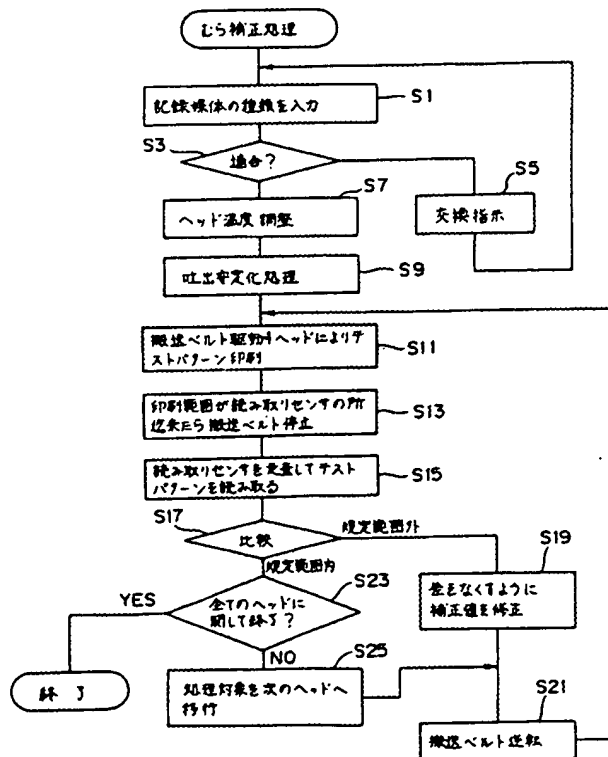 むら補正処理
記録媒体の種類を入力
S1
S3
適合?
S5
交換指示
S7
ヘッド温度調整
S9
吐出安定化処理
搬送ベルト駆動4ヘッドによりテ
ストパターン印刷
S11
印刷範囲が読み取りセンサの所
迄来たら搬送ベルト停止
S13
読み取りセンサを走査してテスト
パターンを読み取る
S15
S17
比較
規定範囲外
規定範囲内
S19
差をなくすように
補正値を修正
S23
全てのヘッドに
関して終了?
YES
NO
終了
S25
処理対象を次のヘッドへ
移行
S21
搬送ベルト逆転